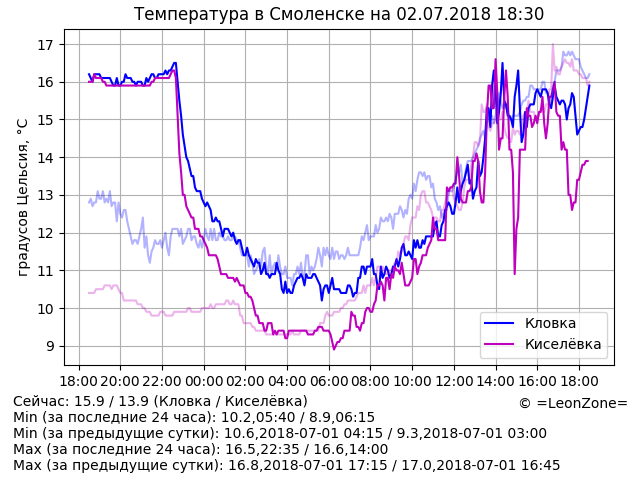 Температура в Смоленске на 02.07.2018 18:30
градусов Цельсия, °C
17
16
15
14
13
12
11
10
9
18:00 20:00 22:00 00:00 02:00 04:00 06:00 08:00 10:00 12:00 14:00 16:00 18:00
Кловка
Киселёвка
Сейчас: 15.9 / 13.9 (Кловка / Киселёвка)
© =LeonZone=
Min (за последние 24 часа): 10.2,05:40 / 8.9,06:15
Min (за предыдущие сутки): 10.6,2018-07-01 04:15 / 9.3,2018-07-01 03:00
Max (за последние 24 часа): 16.5,22:35 / 16.6,14:00
Max (за предыдущие сутки): 16.8,2018-07-01 17:15 / 17.0,2018-07-01 16:45